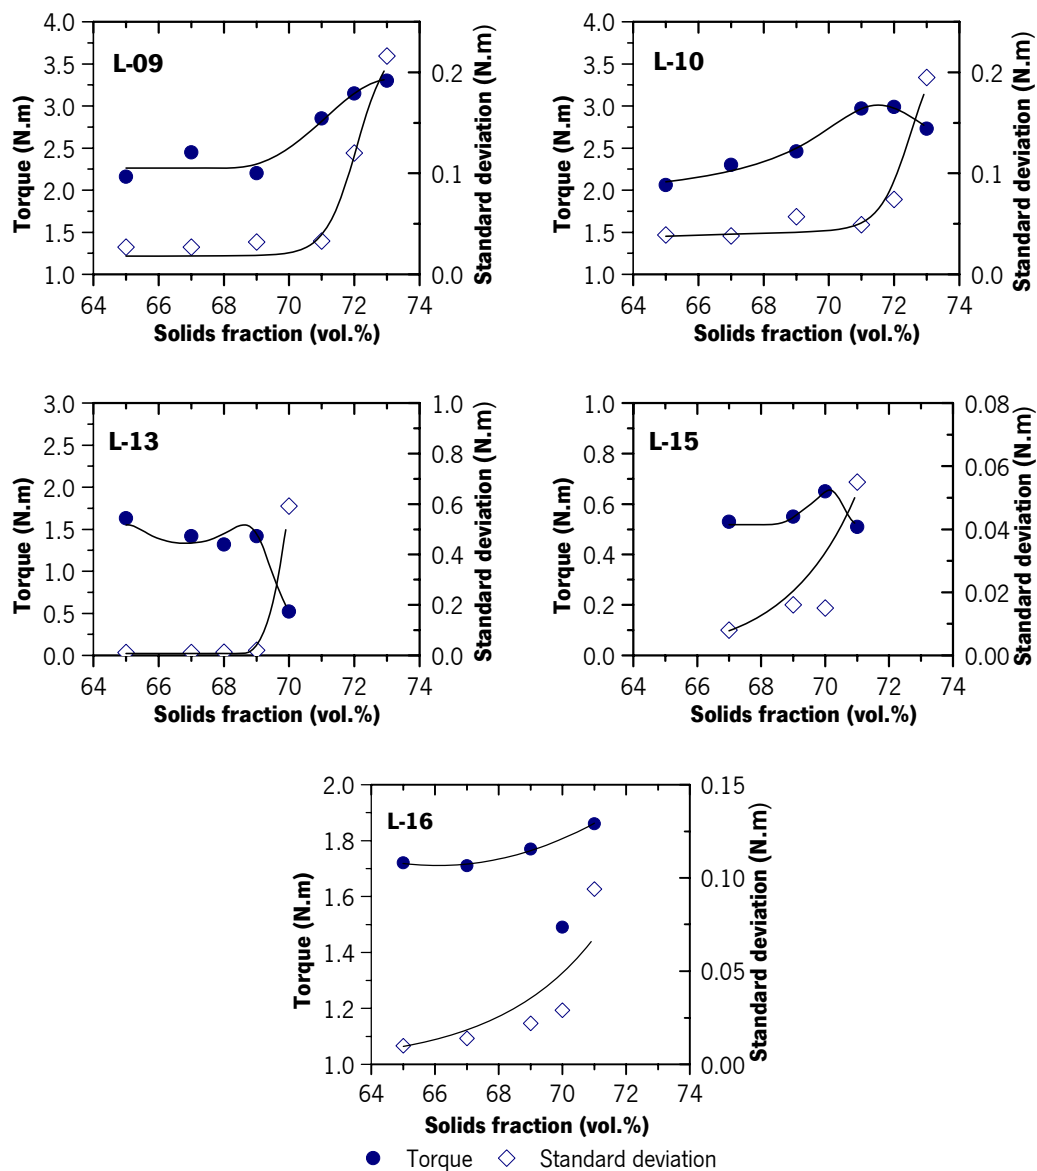 L-09
Torque (N.m)
4.0
3.5
3.0
2.5
2.0
1.5
1.0
0.2
0.1
0.0
Standard deviation (N.m)
64 66 68 70 72 74
Solids fraction (vol.%)
L-10
Torque (N.m)
4.0
3.5
3.0
2.5
2.0
1.5
1.0
0.2
0.1
0.0
Standard deviation (N.m)
64 66 68 70 72 74
Solids fraction (vol.%)
L-13
Torque (N.m)
3.0
2.5
2.0
1.5
1.0
0.5
0.0
1.0
0.8
0.6
0.4
0.2
0.0
Standard deviation (N.m)
64 66 68 70 72 74
Solids fraction (vol.%)
L-15
Torque (N.m)
1.0
0.8
0.6
0.4
0.2
0.0
0.08
0.06
0.04
0.02
0.00
Standard deviation (N.m)
64 66 68 70 72 74
Solids fraction (vol.%)
L-16
Torque (N.m)
2.0
1.8
1.6
1.4
1.2
1.0
0.15
0.10
0.05
0.00
Standard deviation (N.m)
64 66 68 70 72 74
Solids fraction (vol.%)
Torque Standard deviation